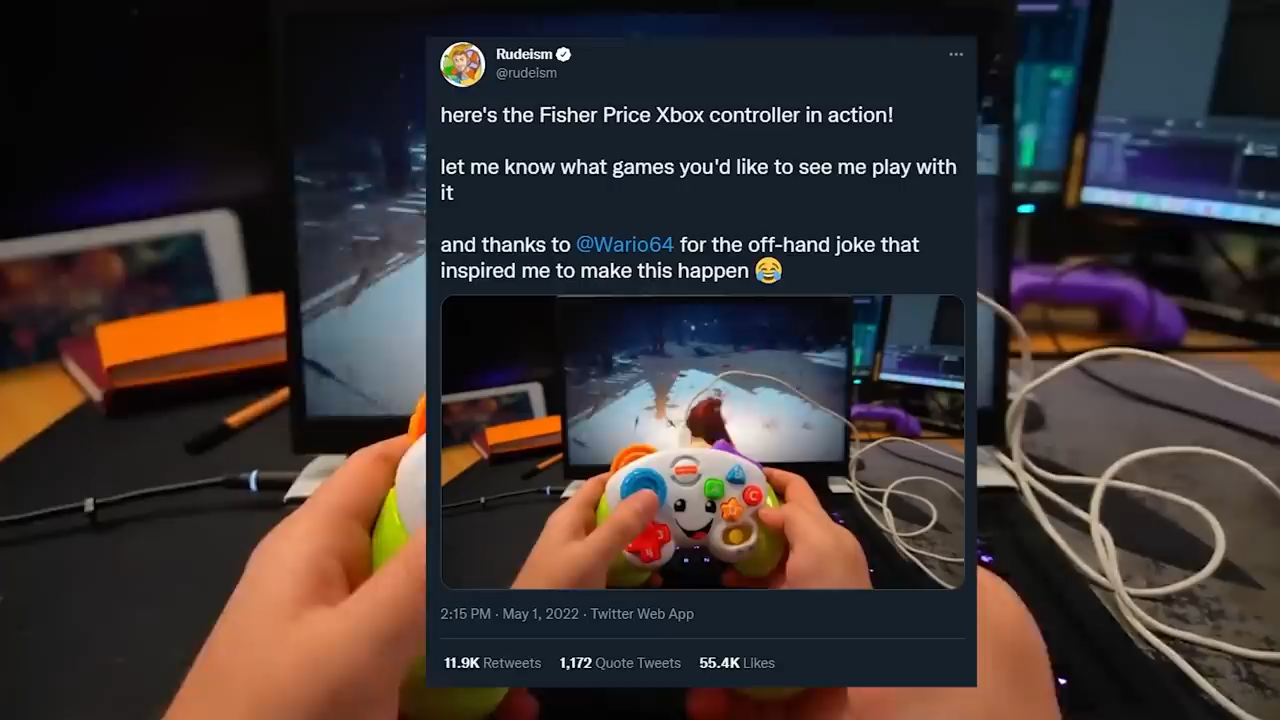 Rudeism
@rudeism
here's the Fisher Price Xbox controller in action!
let me know what games you'd like to see me play with
it
and thanks to @Wario64 for the off-hand joke that
inspired me to make this happen 😂
2:15 PM · May 1, 2022 · Twitter Web App
11.9K Retweets 1,172 Quote Tweets 55.4K Likes